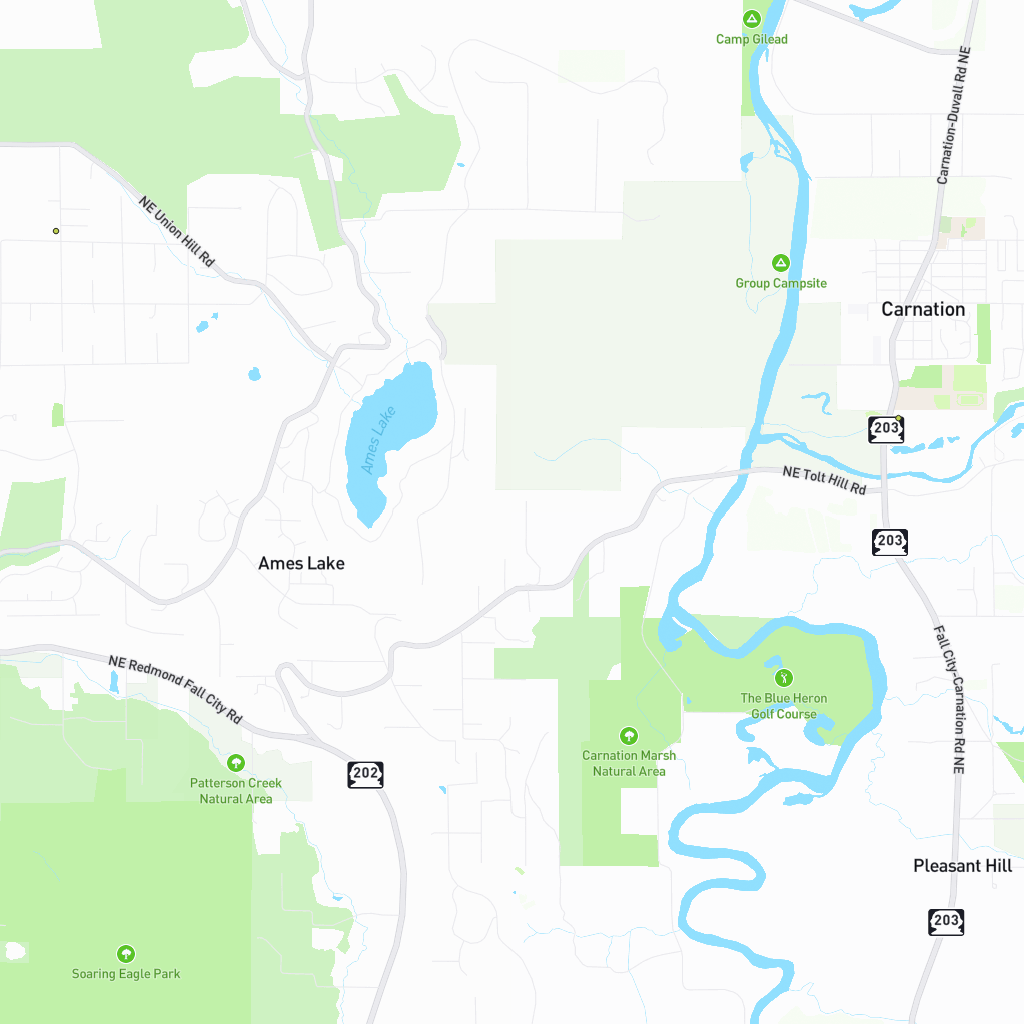 Camp Gilead
Carnation-Duvall Rd NE
NE Union Hill Rd
Group Campsite
Carnation
Ames Lake
203
NE Tolt Hill Rd
203
Ames Lake
Fall City-Carnation Rd NE
NE Redmond Fall City Rd
The Blue Heron
Golf Course
Carnation Marsh
Natural Area
202
Patterson Creek
Natural Area
Pleasant Hill
203
Soaring Eagle Park